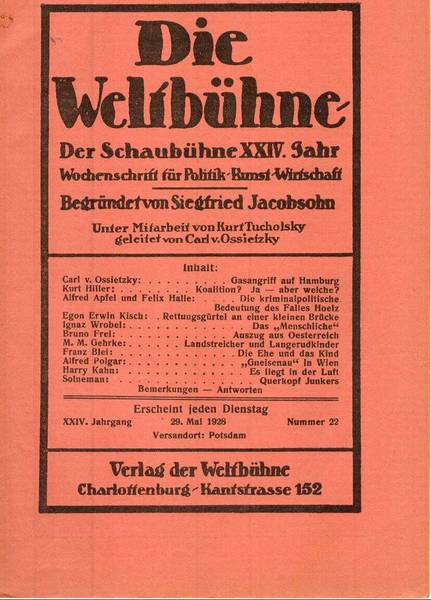 Die
Weltbühne
Der Schaubühne XXIV. Jahr
Wochenschrift für Politik-Kunst-Wirtschaft
Begründet von Siegfried Jacobsohn
Unter Mitarbeit von Kurt Tucholsky
geleitet von Carl v. Ossietzky
Inhalt:
Carl v. Ossietzky: . . . . . . . . Gasangriff auf Hamburg
Kurt Hiller: . . . . . . Koalition? Ja — aber welche?
Alfred Apfel und Felix Halle: . . . . Die kriminalpolitische
Bedeutung des Falles Hoelz
Egon Erwin Kisch: . Rettungsgürtel an einer kleinen Brücke
Ignaz Wrobel: . . . . . . . . . . . Das „Menschliche“
Bruno Frei: . . . . . . . . . . Auszug aus Oesterreich
M. M. Gehrke: . . . . . Landstreicher und Langerudkinder
Franz Blei: . . . . . . . . . . Die Ehe und das Kind
Alfred Polgar: . . . . . . . . . . „Gneisenau“ in Wien
Harry Kahn: . . . . . . . . . . . Es liegt in der Luft
Solneman: . . . . . . . . . . . . Querkopf Junkers
Bemerkungen — Antworten
Erscheint jeden Dienstag
XXIV. Jahrgang 29. Mai 1928 Nummer 22
Versandort: Potsdam
Verlag der Weltbühne
Charlottenburg-Kantstrasse 152